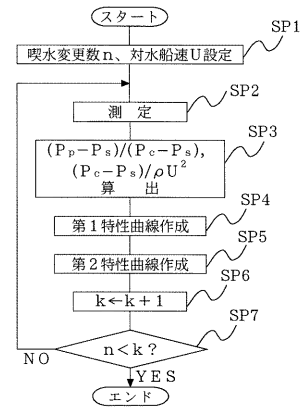 スタート
SP1
喫水変更数n、対水船速U設定
SP2
測 定
SP3
(Pp−Ps)/(Pc−Ps),
(Pc−Ps)/ρU²
算 出
SP4
第1特性曲線作成
SP5
第2特性曲線作成
SP6
k←k+1
SP7
n<k?
NO
YES
エンド